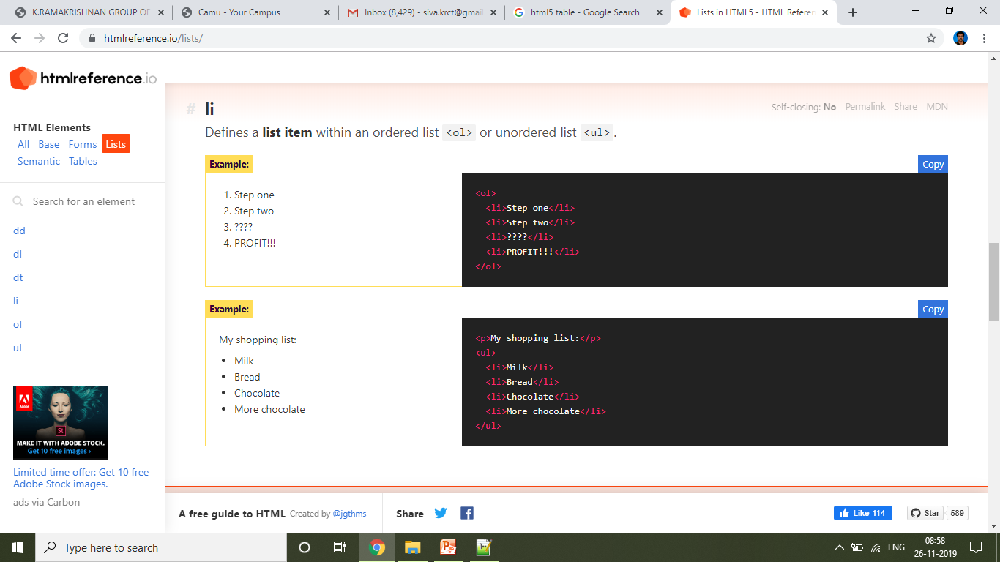 K.RAMAKRISHNAN GROUP OF
Camu - Your Campus
Inbox (8,429) - siva.krct@gmai
html5 table - Google Search
Lists in HTML5 - HTML Referen
htmlreference.io/lists/
htmlreference.io
HTML Elements
All Base Forms Lists
Semantic Tables
Search for an element
dd
dl
dt
li
ol
ul
Adobe
St
MAKE IT WITH ADOBE STOCK.
Get 10 free images ›
Limited time offer: Get 10 free
Adobe Stock images.
ads via Carbon
# li
Self-closing: No Permalink Share MDN
Defines a list item within an ordered list <ol> or unordered list <ul>.
Example:
Copy
1. Step one
2. Step two
3. ????
4. PROFIT!!!
<ol>
<li>Step one</li>
<li>Step two</li>
<li>????</li>
<li>PROFIT!!!</li>
</ol>
Example:
Copy
My shopping list:
• Milk
• Bread
• Chocolate
• More chocolate
<p>My shopping list:</p>
<ul>
<li>Milk</li>
<li>Bread</li>
<li>Chocolate</li>
<li>More chocolate</li>
</ul>
A free guide to HTML Created by @jgthms
Share
Like 114
Star 589
Type here to search
ENG
08:58
26-11-2019